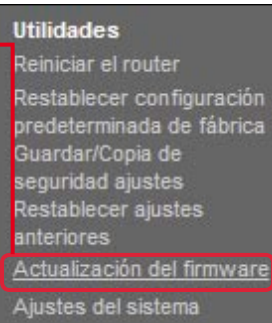 Utilidades
Reiniciar el router
Restablecer configuración
predeterminada de fábrica
Guardar/Copia de
seguridad ajustes
Restablecer ajustes
anteriores
Actualización del firmware
Ajustes del sistema